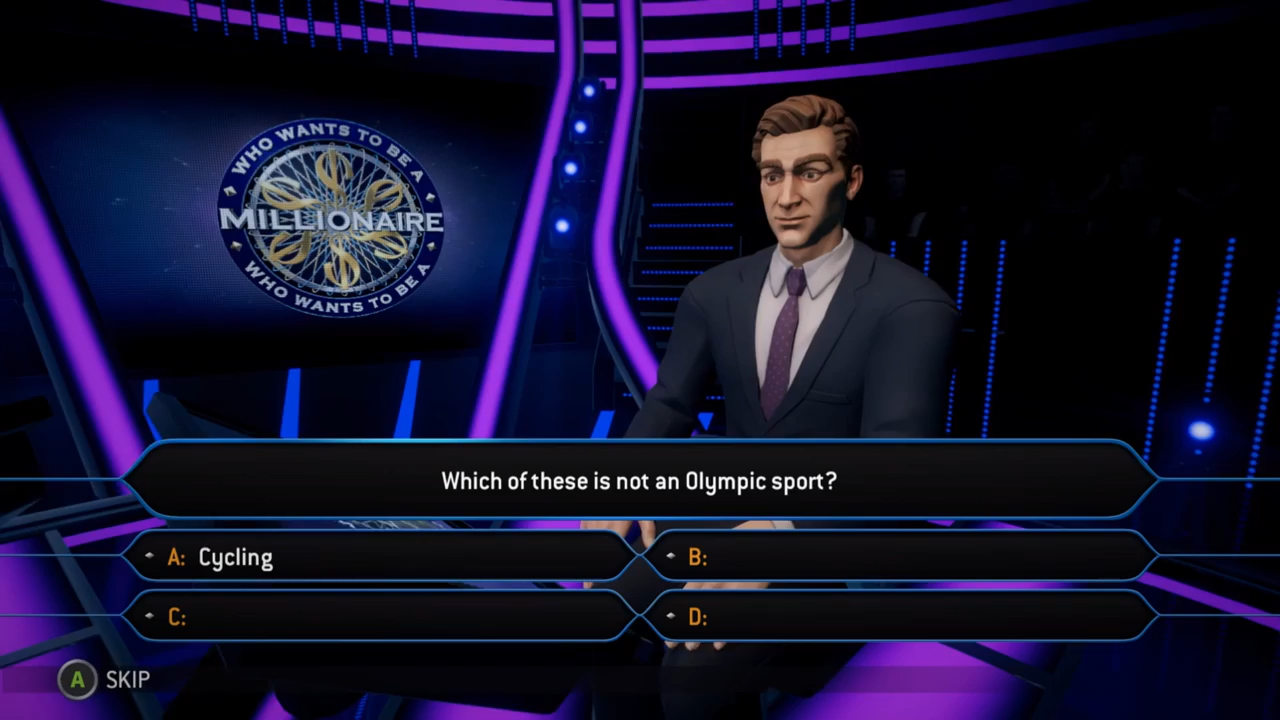 WHO WANTS TO BE A
MILLIONAIRE
WHO WANTS TO BE A
Which of these is not an Olympic sport?
A: Cycling
B:
C:
D:
A SKIP